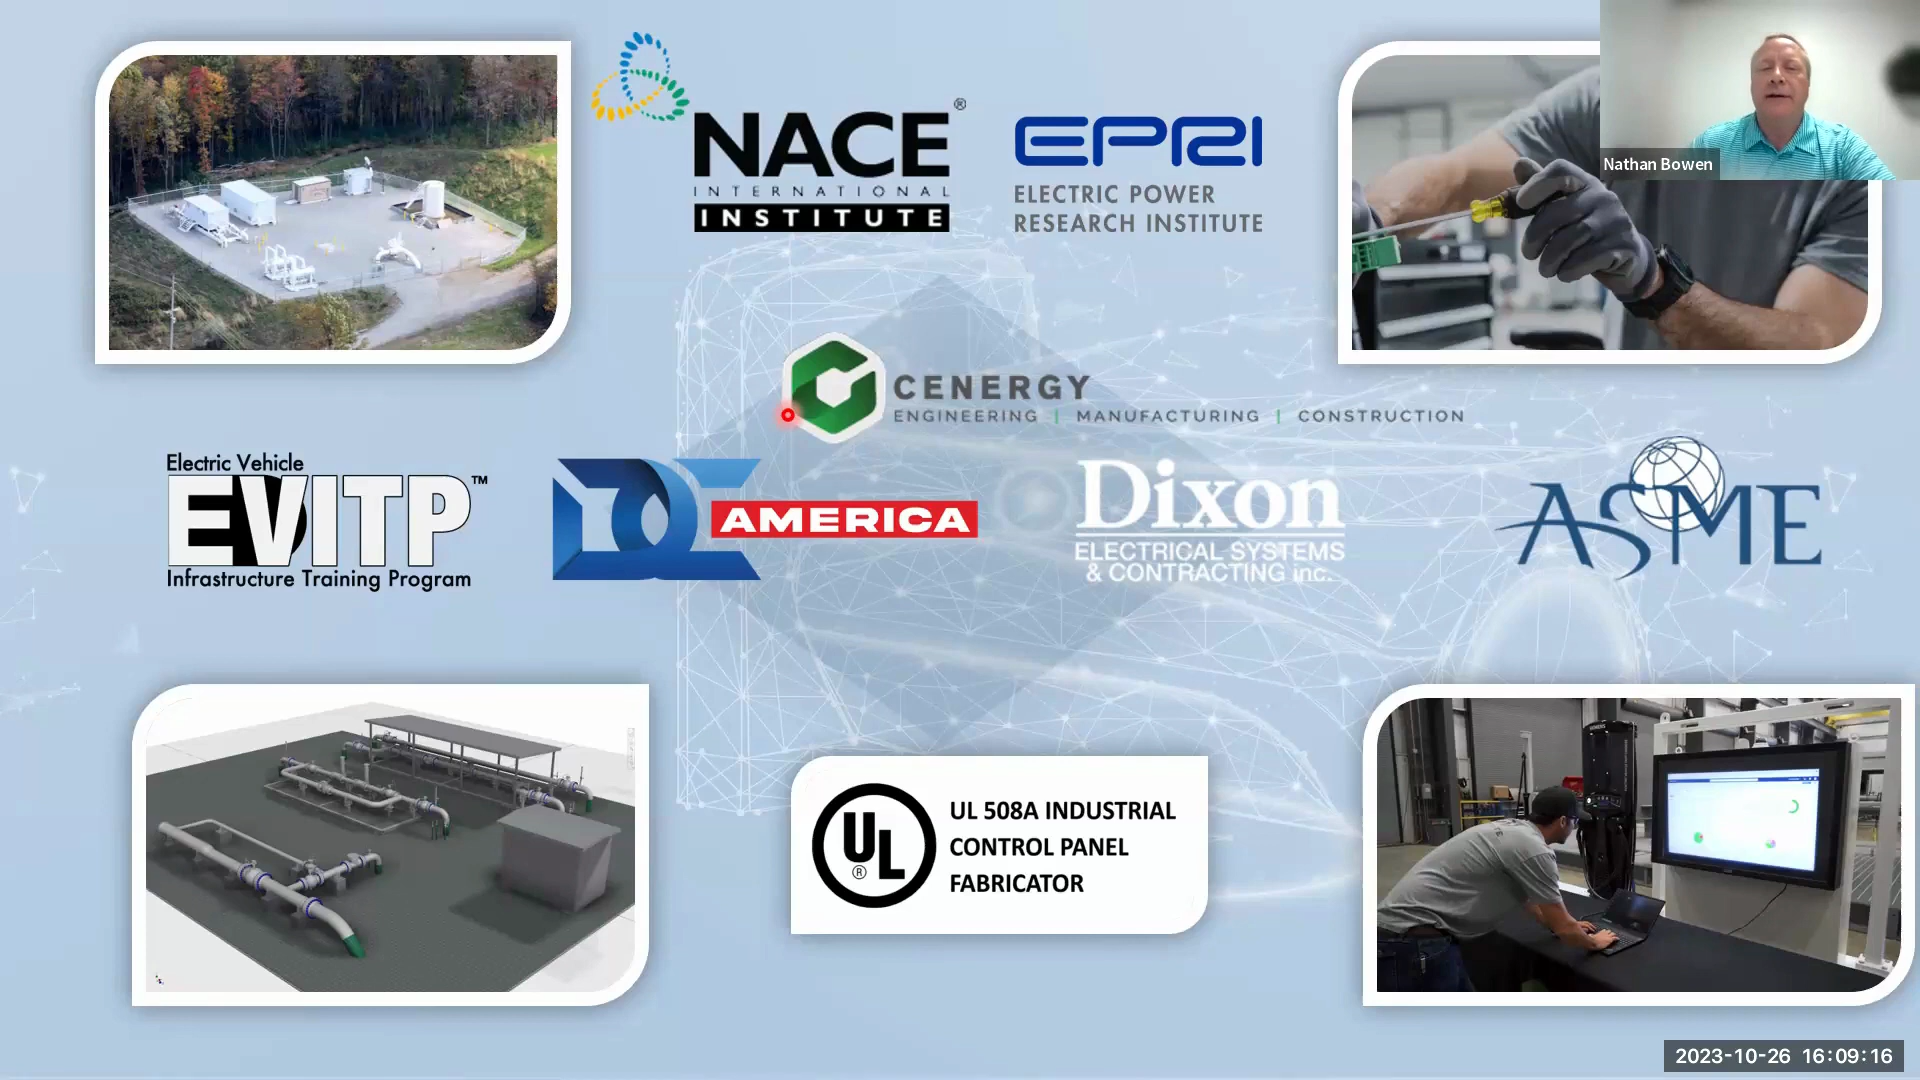 NACE®
INTERNATIONAL
INSTITUTE
EPRI
ELECTRIC POWER
RESEARCH INSTITUTE
Nathan Bowen
CENERGY
ENGINEERING | MANUFACTURING | CONSTRUCTION
Electric Vehicle
EVITP™
Infrastructure Training Program
DC
AMERICA
Dixon
ELECTRICAL SYSTEMS
& CONTRACTING inc.
ASME
UL®
UL 508A INDUSTRIAL
CONTROL PANEL
FABRICATOR
2023-10-26 16:09:16